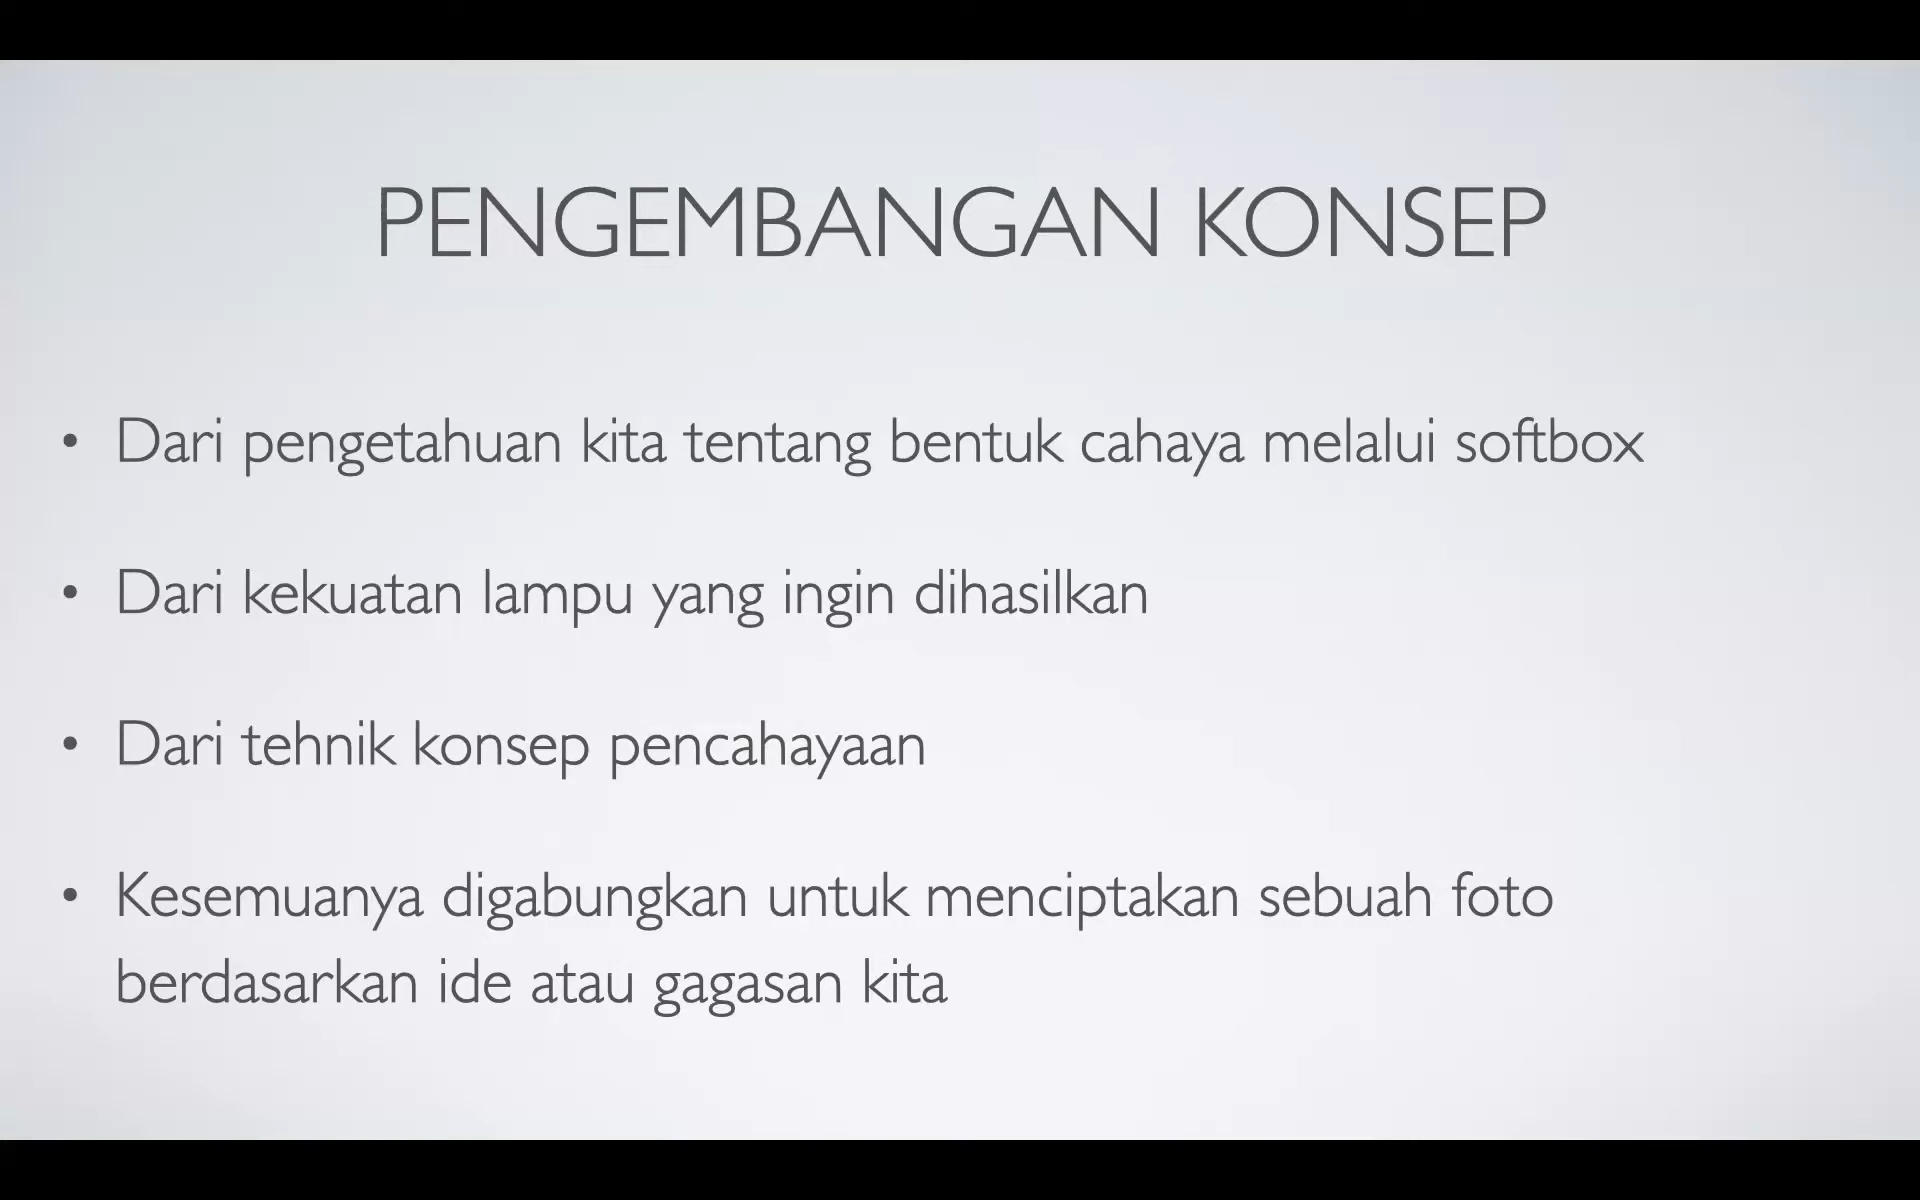 PENGEMBANGAN KONSEP
• Dari pengetahuan kita tentang bentuk cahaya melalui softbox
• Dari kekuatan lampu yang ingin dihasilkan
• Dari tehnik konsep pencahayaan
• Kesemuanya digabungkan untuk menciptakan sebuah foto
berdasarkan ide atau gagasan kita